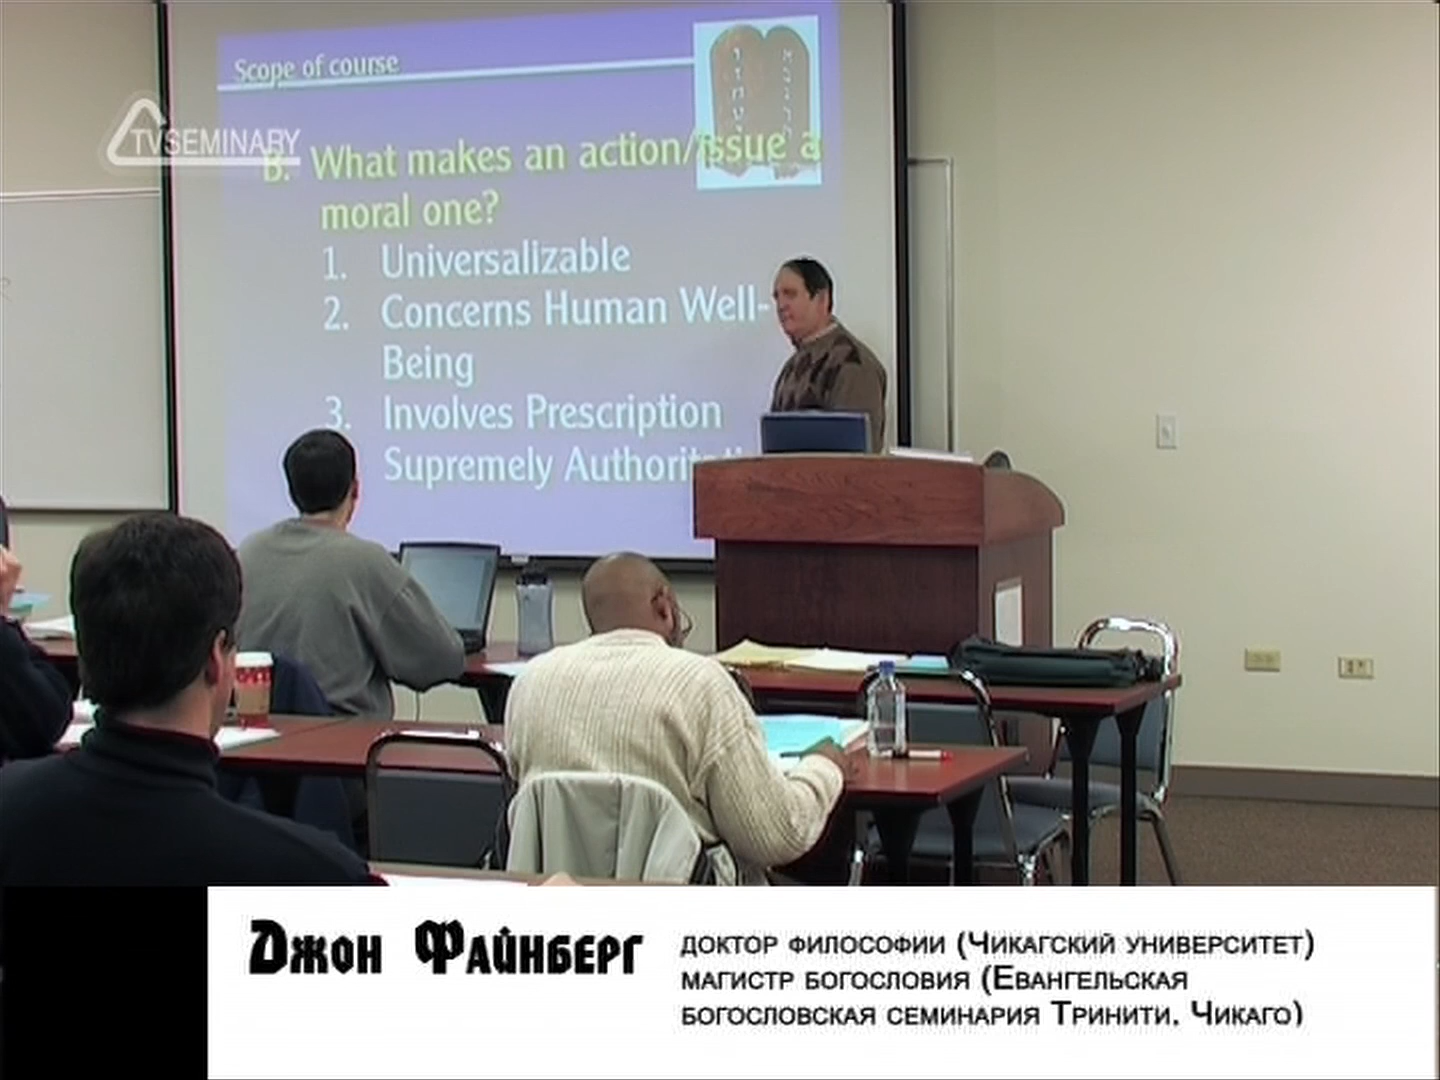 Scope of course
TVSEMINARY
B. What makes an action/issue a
moral one?
1. Universalizable
2. Concerns Human Well-
Being
3. Involves Prescription
Supremely
Джон Файнберг
доктор философии (Чикагский университет)
магистр богословия (Евангельская
богословская семинария Тринити. Чикаго)